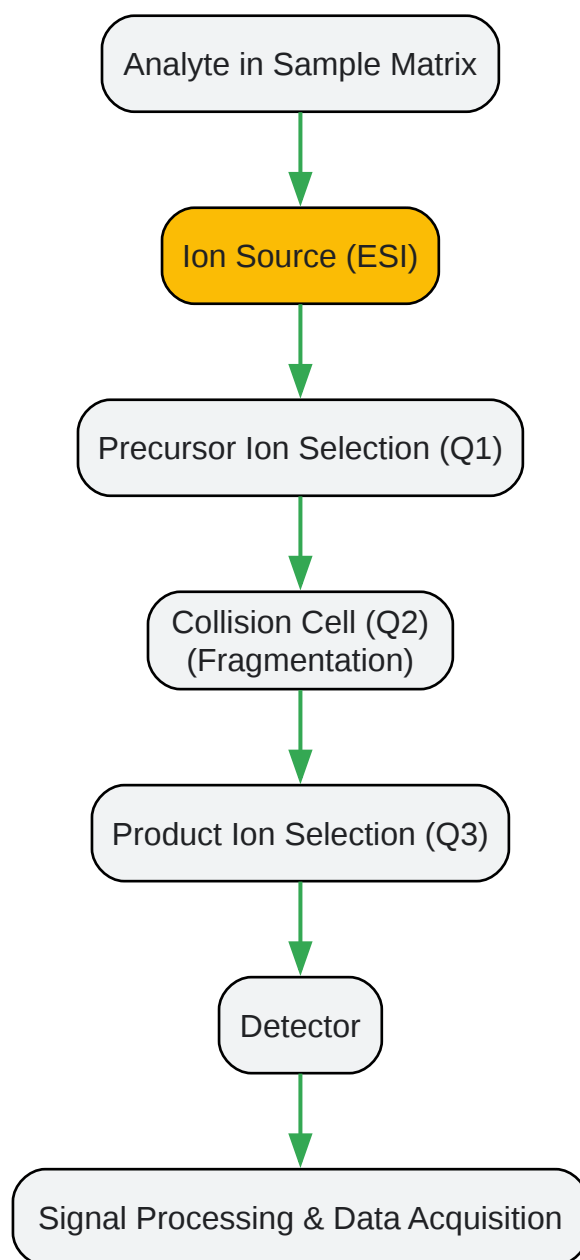 Analyte in Sample Matrix
Ion Source (ESI)
Precursor Ion Selection (Q1)
Collision Cell (Q2)
(Fragmentation)
Product Ion Selection (Q3)
Detector
Signal Processing & Data Acquisition